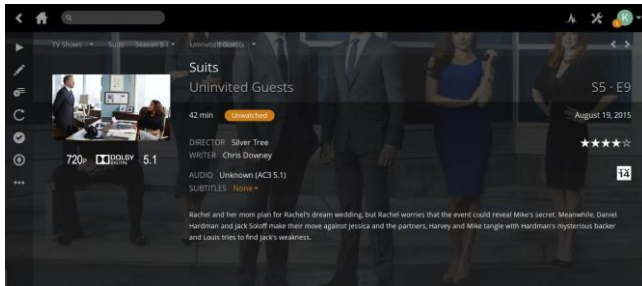 K
TV Shows Suits Season 5 Uninvited Guests
Suits
Uninvited Guests S5 · E9
42 min Unwatched August 19, 2015
DIRECTOR Silver Tree
WRITER Chris Downey
720p DOLBY DIGITAL 5.1
AUDIO Unknown (AC3 5.1)
SUBTITLES None
14
Rachel and her mom plan for Rachel's dream wedding, but Rachel worries that the event could reveal Mike's secret. Meanwhile, Daniel
Hardman and Jack Soloff make their move against Jessica and the partners, Harvey and Mike tangle with Hardman's mysterious backer
and Louis tries to find Jack's weakness.